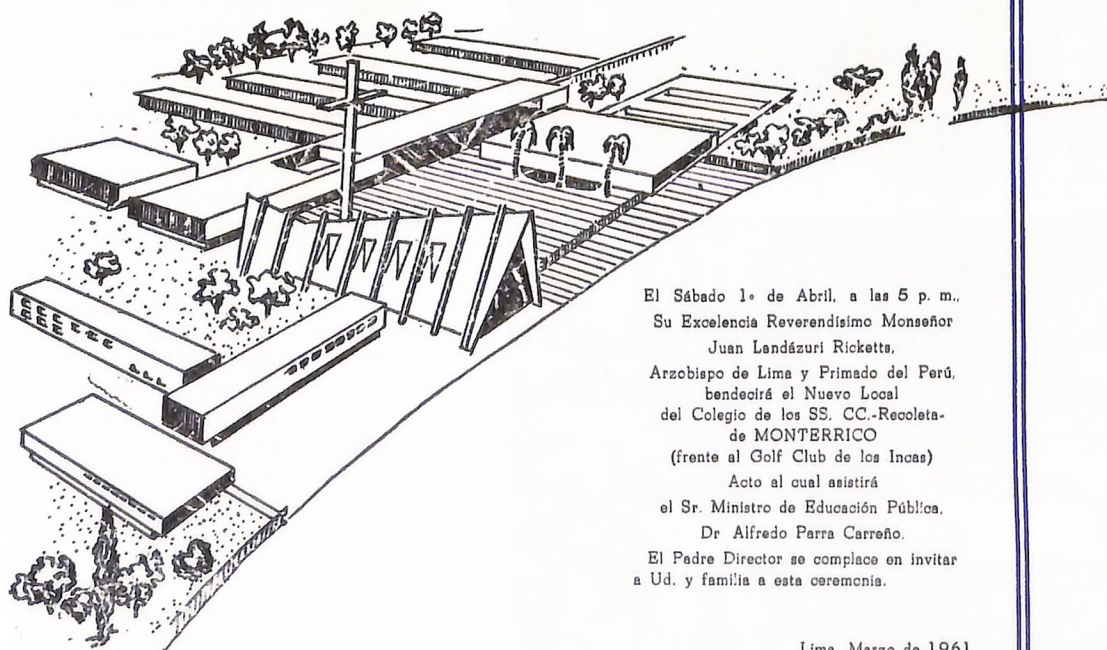 El Sábado 1º de Abril, a las 5 p. m.,
Su Excelencia Reverendísimo Monseñor
Juan Landázuri Ricketts,
Arzobispo de Lima y Primado del Perú,
bendecirá el Nuevo Local
del Colegio de los SS. CC.-Recoleta-
de MONTERRICO
(frente al Golf Club de los Incas)
Acto al cual asistirá
el Sr. Ministro de Educación Pública,
Dr Alfredo Parra Carreño.
El Padre Director se complace en invitar
a Ud. y familia a esta ceremonia.
Lima, Marzo de 1961